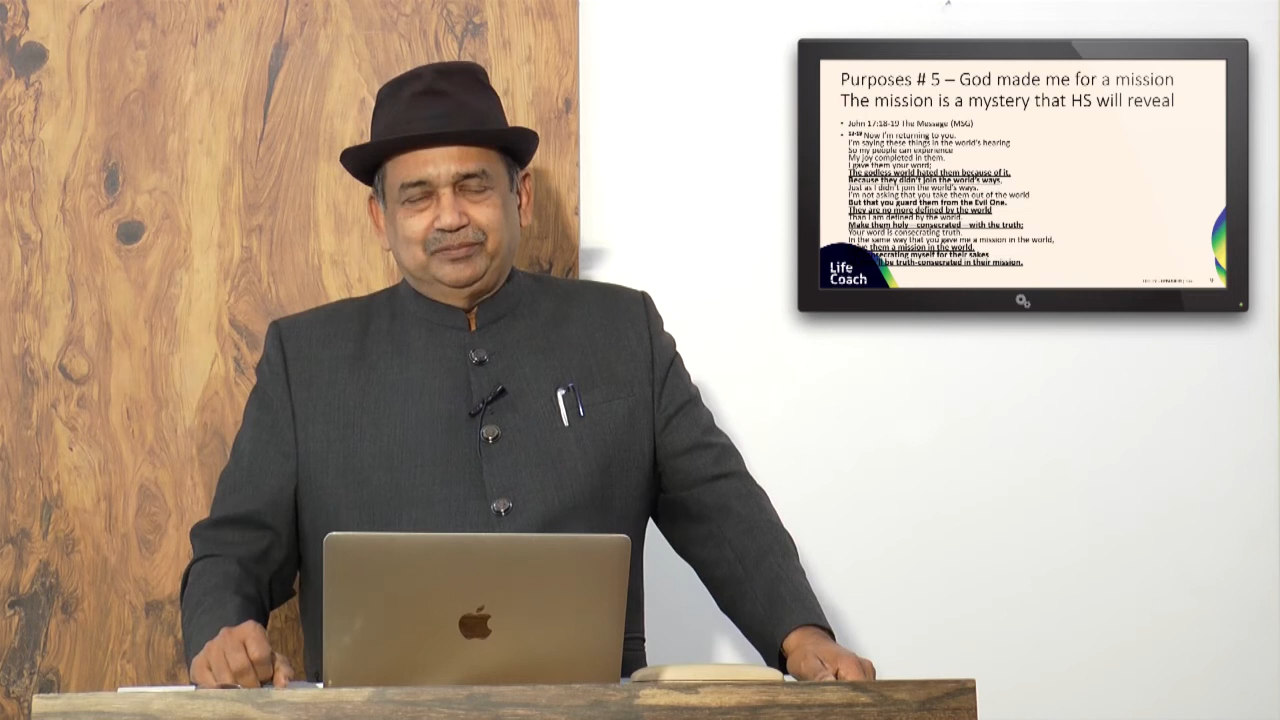 Purposes # 5 – God made me for a mission
The mission is a mystery that HS will reveal
• John 17:18-19 The Message (MSG)
• Now I'm returning to you.
I'm saying these things in the world's hearing
So my people can experience
My joy completed in them.
I gave them your word;
The godless world hated them because of it,
Because they didn't join the world's ways,
Just as I didn't join the world's ways.
I'm not asking that you take them out of the world
But that you guard them from the Evil One.
They are no more defined by the world
Than I am defined by the world.
Make them holy consecrated with the truth;
Your word is consecrating truth.
In the same way that you gave me a mission in the world,
them a mission in the world.
myself for their sakes
be truth-consecrated in their mission.
Life
Coach
9